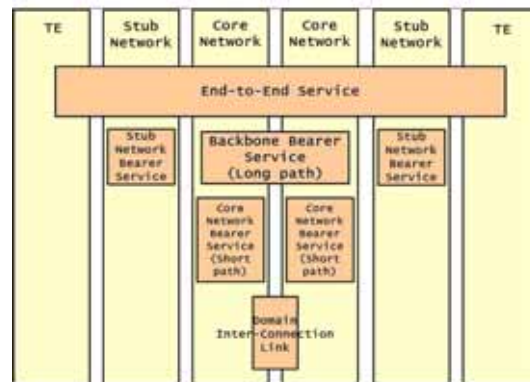 TE
Stub
Network
Core
Network
Core
Network
Stub
Network
TE
End-to-End Service
Stub
Network
Bearer
Service
Backbone Bearer
Service
(Long path)
Stub
Network
Bearer
Service
Core
Network
Bearer
Service
(Short
path)
Core
Network
Bearer
Service
(Short
path)
Domain
Inter-Connection
Link